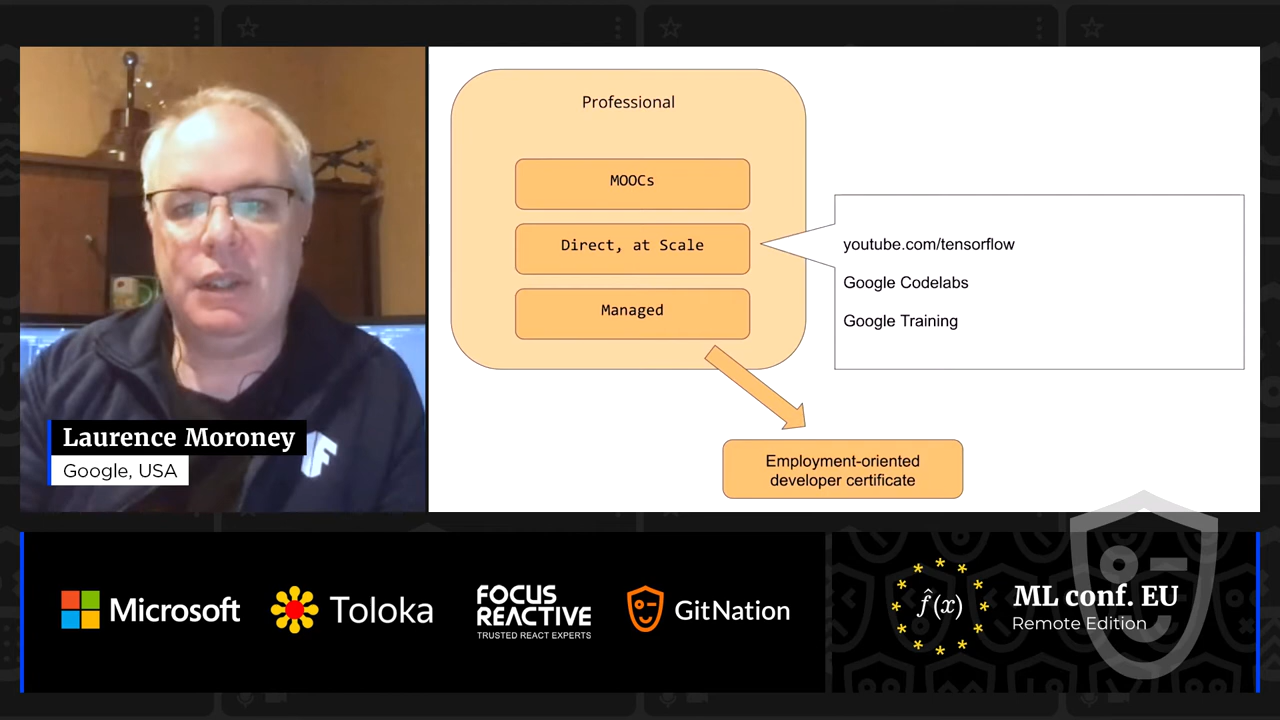 Professional
MOOCs
Direct, at Scale
Managed
youtube.com/tensorflow
Google Codelabs
Google Training
Employment-oriented
developer certificate
Laurence Moroney
Google, USA
Microsoft
Toloka
FOCUS
REACTIVE
TRUSTED REACT EXPERTS
GitNation
f̂(x)
ML conf. EU
Remote Edition